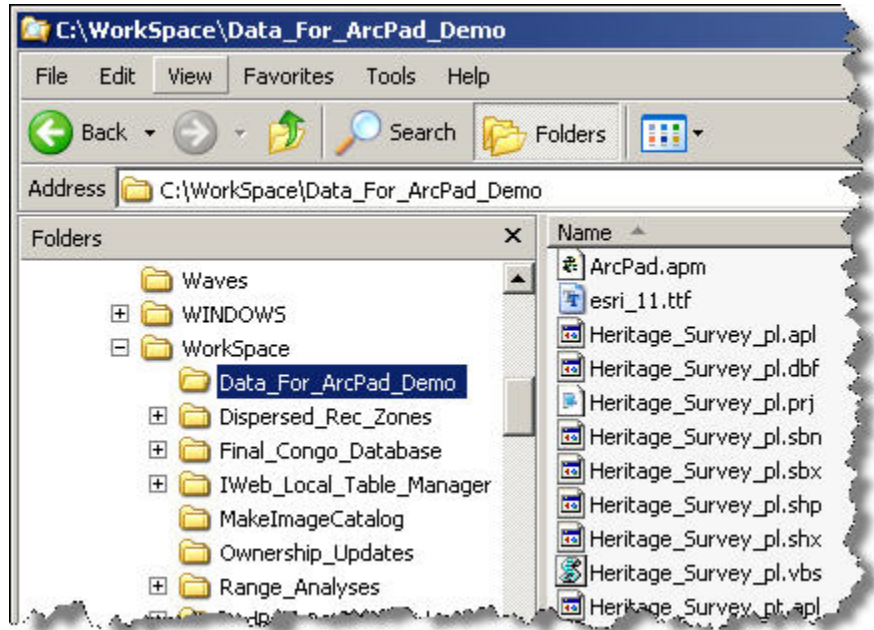 C:\WorkSpace\Data_For_ArcPad_Demo
File Edit View Favorites Tools Help
Back Search Folders
Address C:\WorkSpace\Data_For_ArcPad_Demo
Folders
Waves
WINDOWS
WorkSpace
Data_For_ArcPad_Demo
Dispersed_Rec_Zones
Final_Congo_Database
IWeb_Local_Table_Manager
MakeImageCatalog
Ownership_Updates
Range_Analyses
Name
ArcPad.apm
esri_11.ttf
Heritage_Survey_pl.apl
Heritage_Survey_pl.dbf
Heritage_Survey_pl.prj
Heritage_Survey_pl.sbn
Heritage_Survey_pl.sbx
Heritage_Survey_pl.shp
Heritage_Survey_pl.shx
Heritage_Survey_pl.vbs
Heritage_Survey_pt.apl